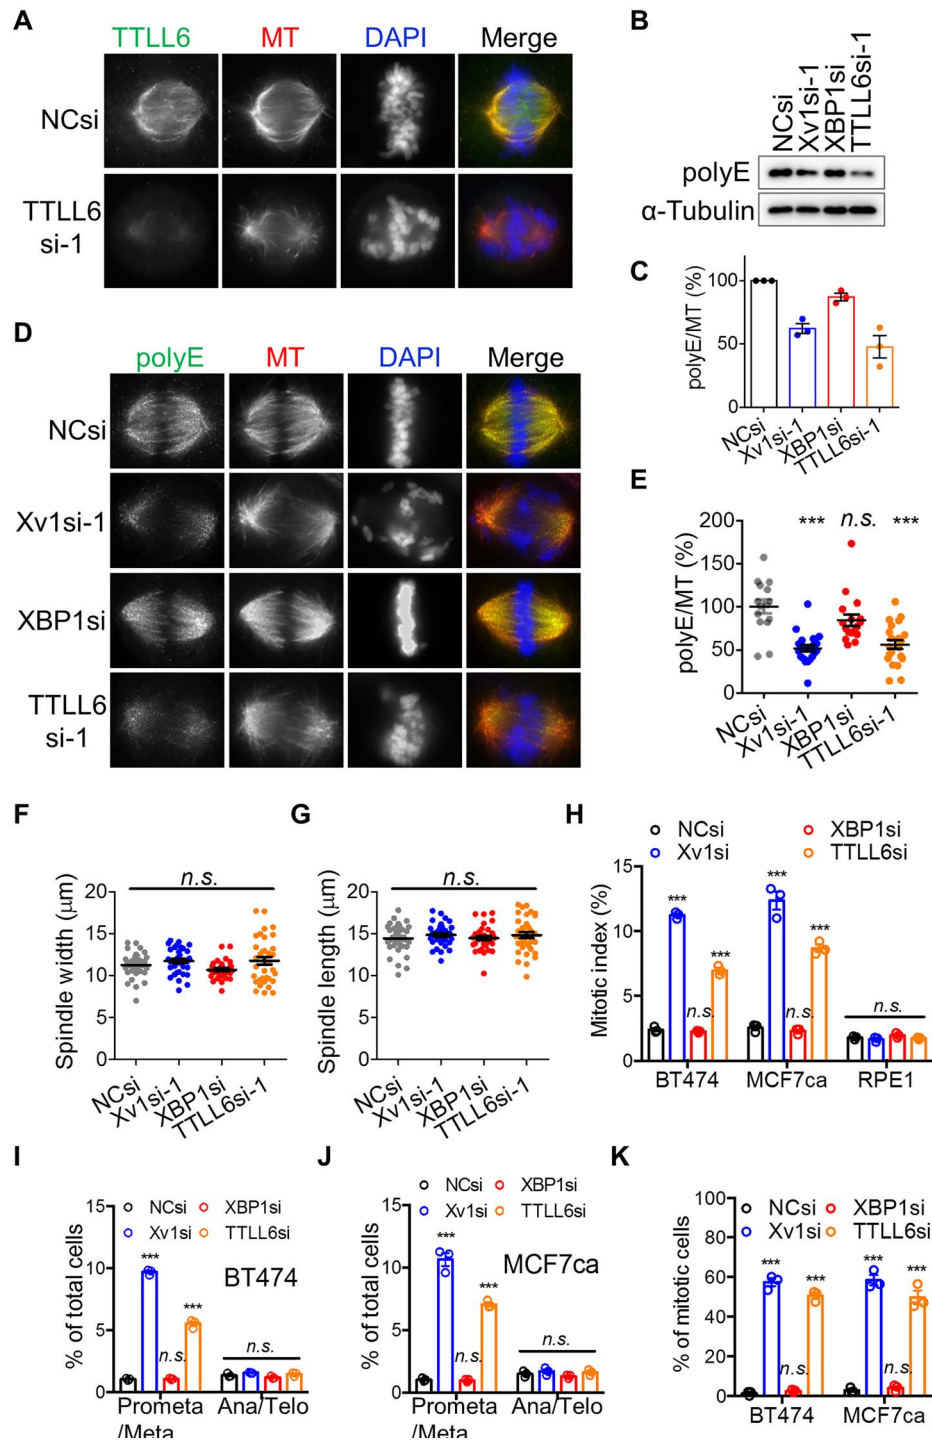 A
TTLL6 MT DAPI Merge
NCsi
TTLL6
si-1
B
NCsi
Xv1si-1
XBP1si
TTLL6si-1
polyE
α-Tubulin
C
polyE/MT (%)
100
50
0
NCsi
Xv1si-1
XBP1si
TTLL6si-1
D
polyE MT DAPI Merge
NCsi
Xv1si-1
XBP1si
TTLL6
si-1
E
polyE/MT (%)
200
150
100
50
0
*** n.s. ***
NCsi
Xv1si-1
XBP1si
TTLL6si-1
F
Spindle width (μm)
n.s.
20
15
10
5
0
NCsi
Xv1si-1
XBP1si
TTLL6si-1
G
Spindle length (μm)
n.s.
20
15
10
5
0
NCsi
Xv1si-1
XBP1si
TTLL6si-1
H
NCsi XBP1si
Xv1si TTLL6si
Mitotic index (%)
15
10
5
0
*** n.s. ***
*** n.s. ***
n.s.
BT474 MCF7ca RPE1
I
NCsi XBP1si
Xv1si TTLL6si
BT474
% of total cells
15
10
5
0
*** n.s. ***
n.s.
Prometa Ana/Telo
/Meta
J
NCsi XBP1si
Xv1si TTLL6si
MCF7ca
% of total cells
15
10
5
0
*** n.s. ***
n.s.
Prometa Ana/Telo
/Meta
K
NCsi XBP1si
Xv1si TTLL6si
% of mitotic cells
100
80
60
40
20
0
*** n.s. ***
*** n.s. ***
BT474 MCF7ca